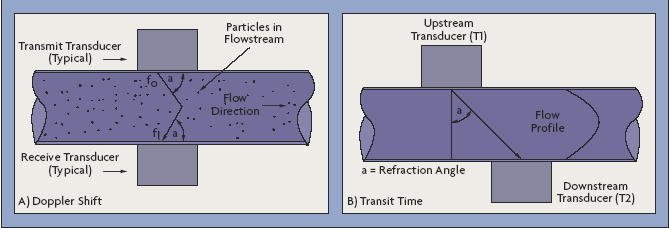 Transmit Transducer
(Typical)
Particles in
Flowstream
fo
a
Flow
Direction
f1
a
Receive Transducer
(Typical)
A) Doppler Shift
Upstream
Transducer (T1)
a
Flow
Profile
a = Refraction Angle
Downstream
Transducer (T2)
B) Transit Time